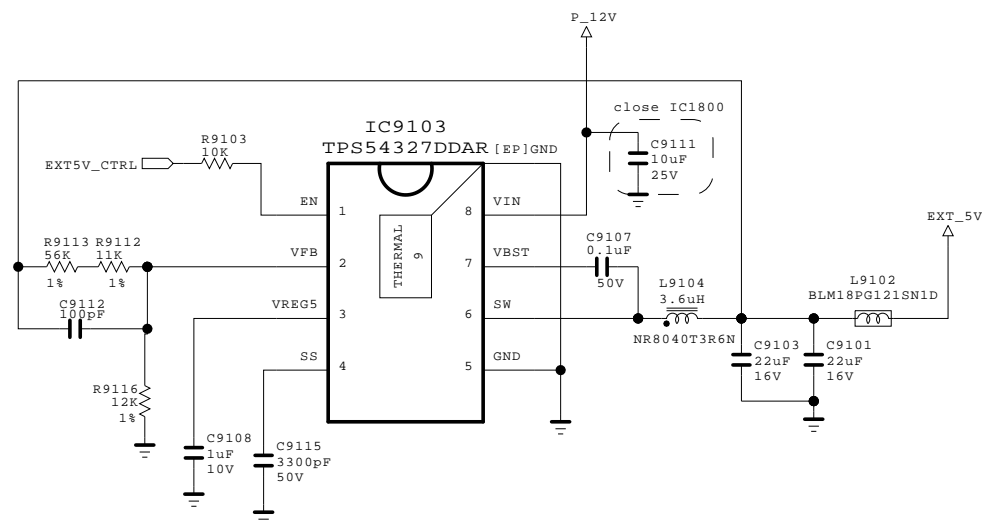 P_12V
close IC1800
IC9103
TPS54327DDAR
[EP]GND
R9103
10K
EXT5V_CTRL
C9111
10uF
25V
EN
1
8
VIN
THERMAL
9
EXT_5V
R9113
56K
1%
R9112
11K
1%
VFB
2
7
VBST
C9107
0.1uF
50V
C9112
100pF
VREG5
3
6
SW
L9104
3.6uH
NR8040T3R6N
L9102
BLM18PG121SN1D
SS
4
5
GND
C9103
22uF
16V
C9101
22uF
16V
R9116
12K
1%
C9108
1uF
10V
C9115
3300pF
50V